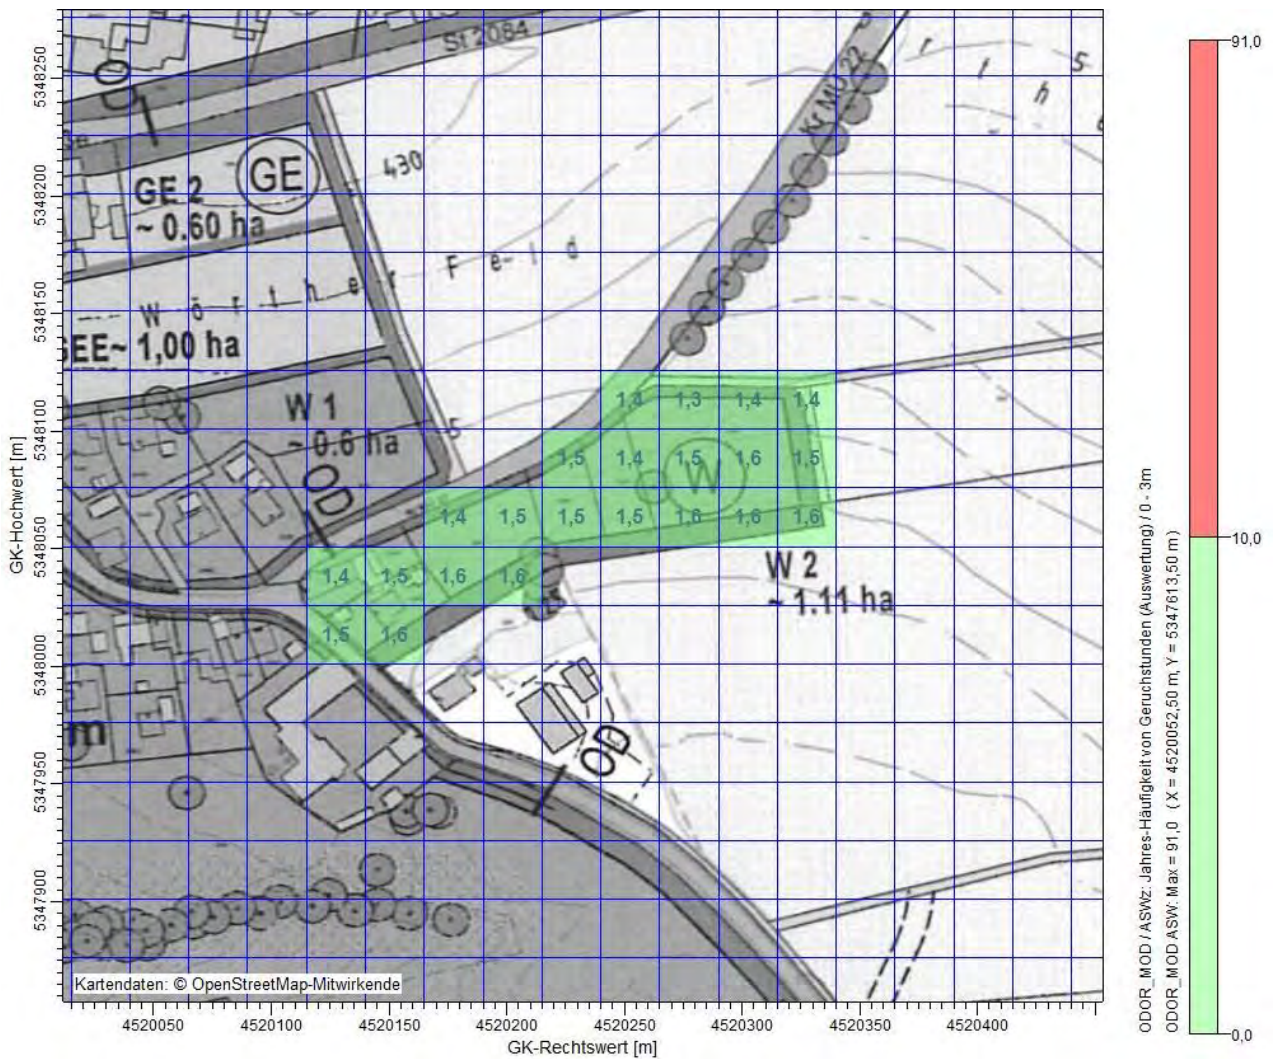 St 2084
430
GE 2
~ 0.60 ha
GE
Kr MÜ 22
W ö r t h e r F e l d
~ 1,00 ha
W 1
~ 0.6 ha
OD
1,4 1,3 1,4 1,4
1,5 1,4 1,5 1,6 1,5
W
1,4 1,5 1,5 1,5 1,6 1,6 1,6
1,4 1,5 1,6 1,6
1,5 1,6
W 2
~ 1.11 ha
OD
m
Kartendaten: © OpenStreetMap-Mitwirkende
5348250
5348200
5348150
5348100
5348050
5348000
5347950
5347900
GK-Hochwert [m]
4520050 4520100 4520150 4520200 4520250 4520300 4520350 4520400
GK-Rechtswert [m]
91,0
10,0
0,0
ODOR_MOD / ASWz: Jahres-Häufigkeit von Geruchstunden (Auswertung) / 0 - 3m
ODOR_MOD ASW: Max = 91,0 ( X = 4520052,50 m, Y = 5347613,50 m )